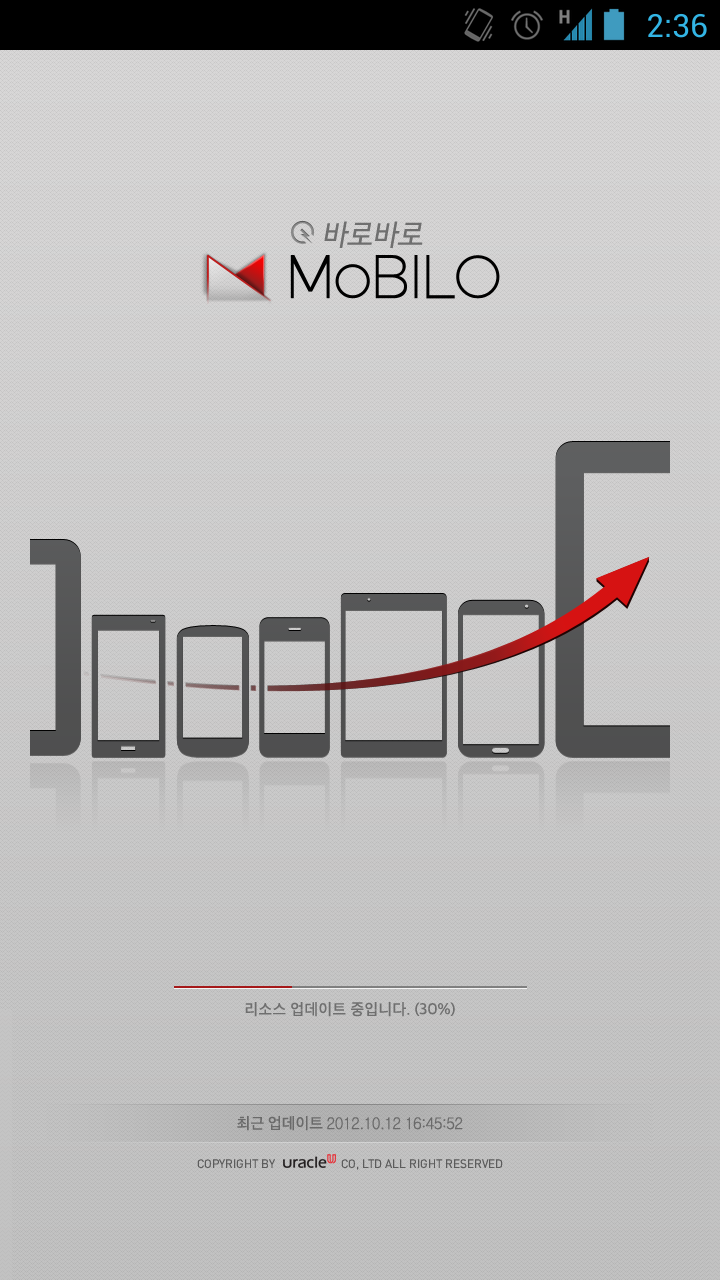 H 2:36
바로바로
MoBILO
리소스 업데이트 중입니다. (30%)
최근 업데이트 2012.10.12 16:45:52
COPYRIGHT BY uracle U CO, LTD ALL RIGHT RESERVED